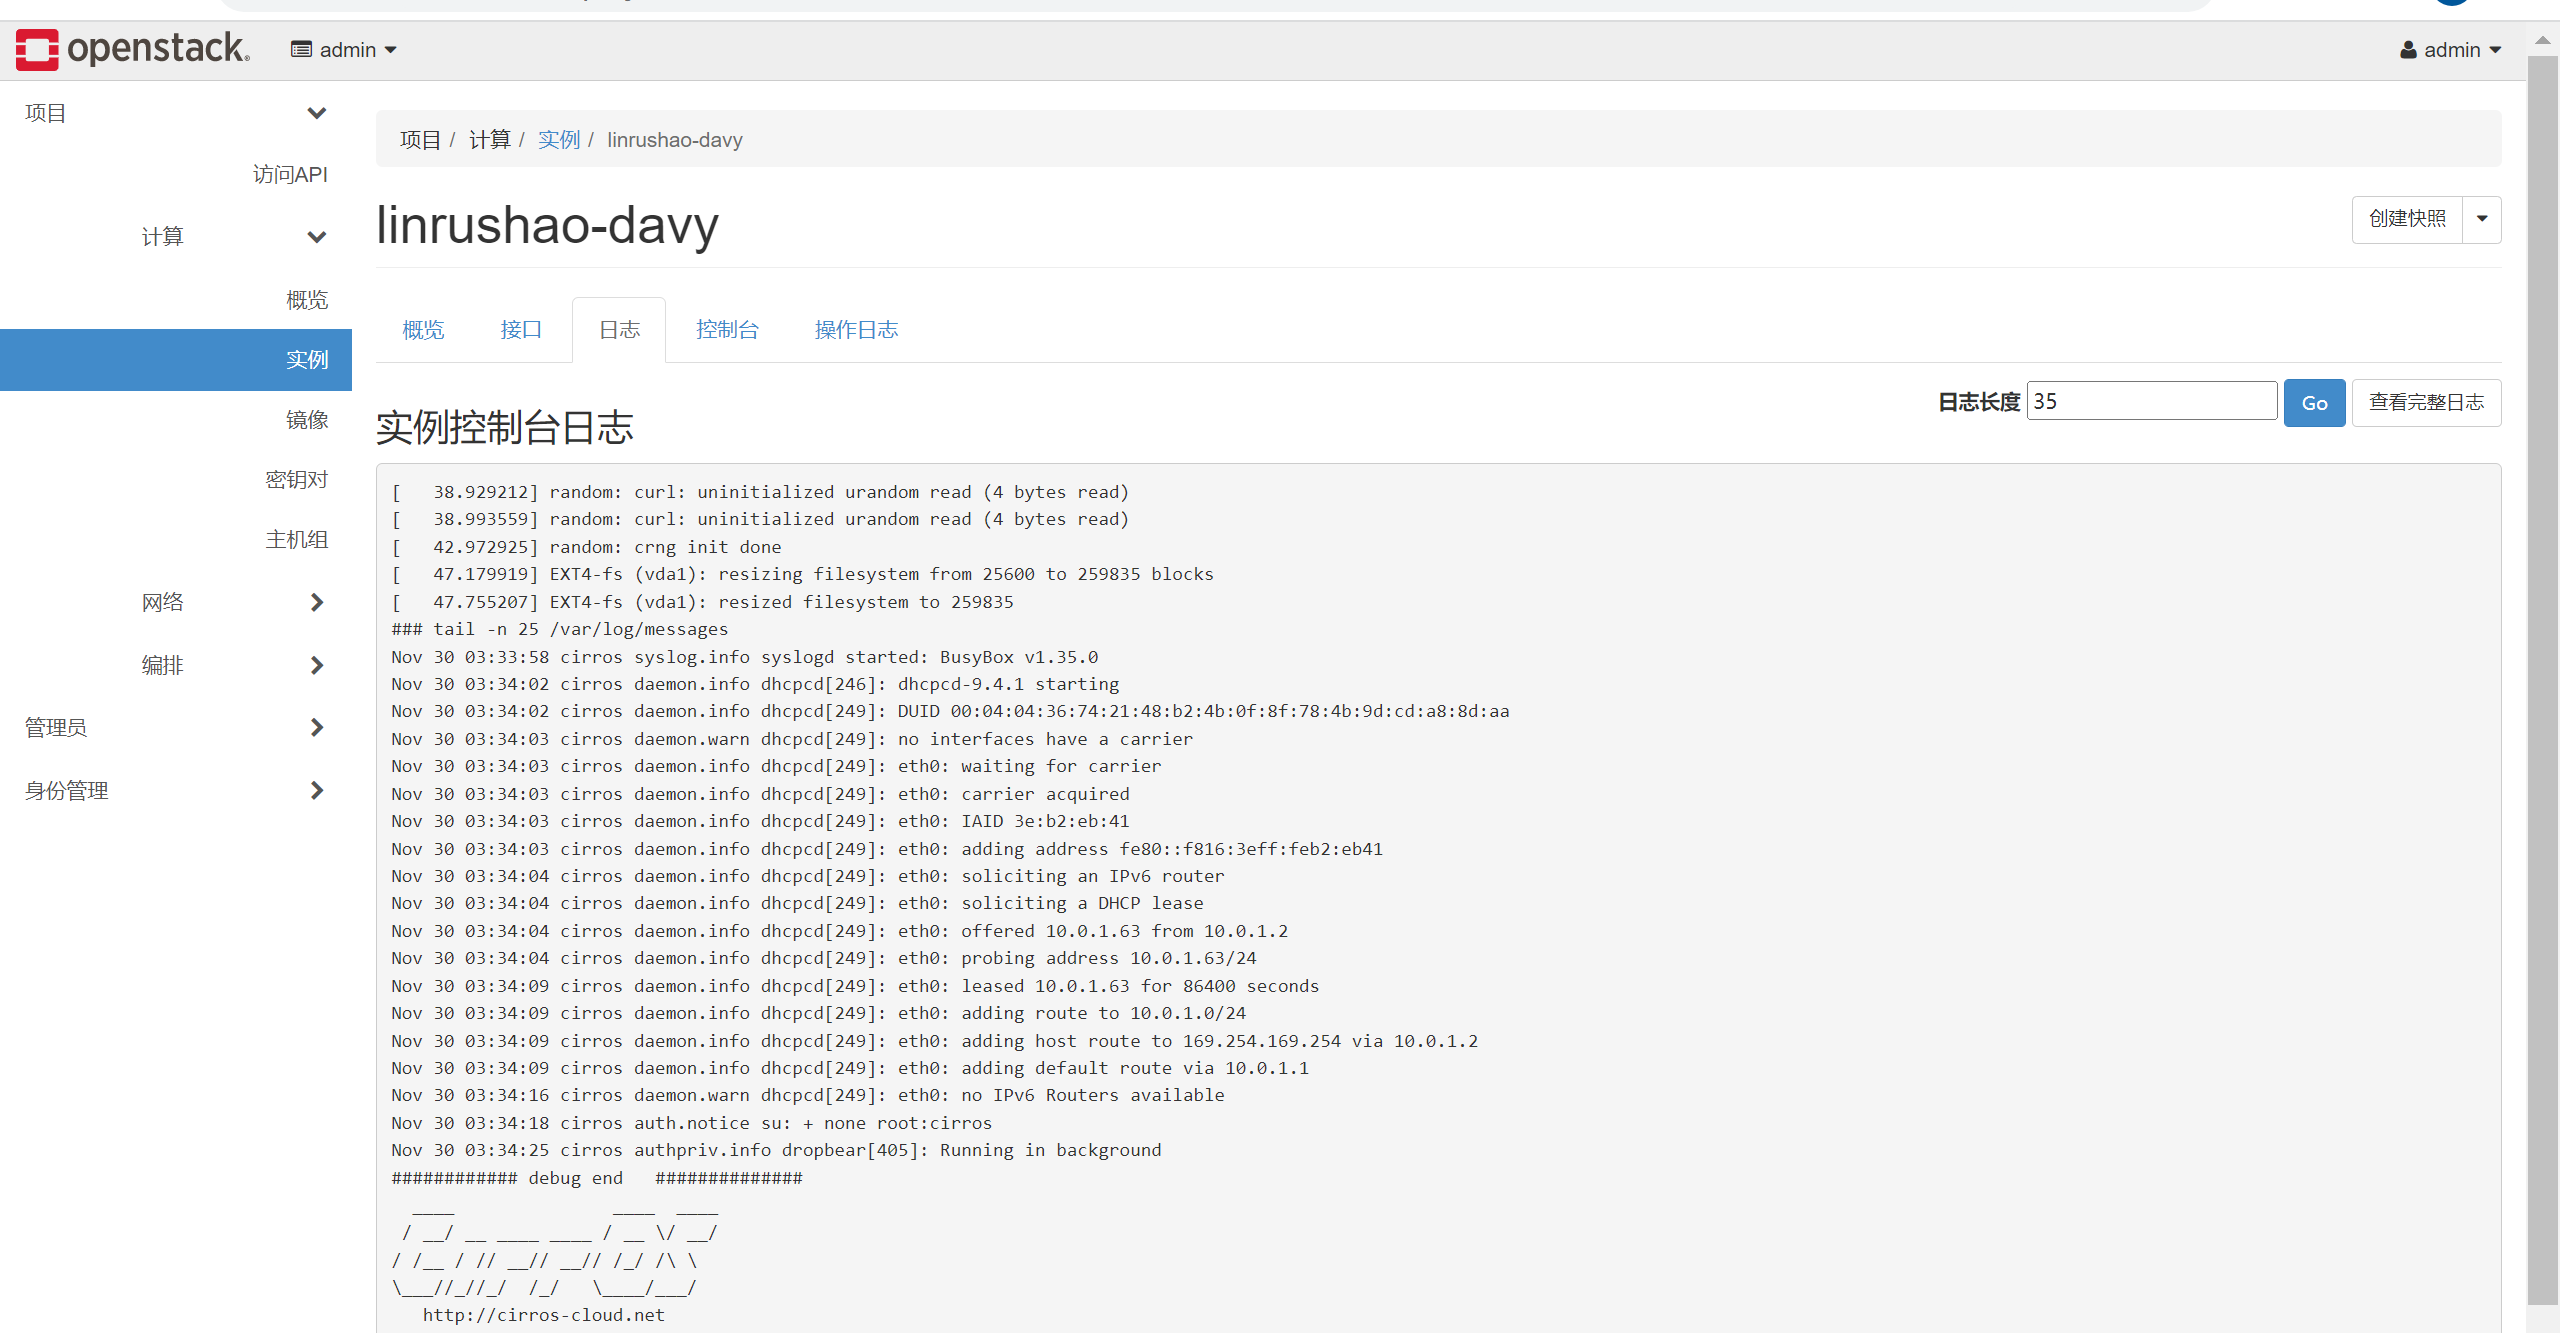 openstack.
admin
admin
项目
访问API
计算
概览
实例
镜像
密钥对
主机组
网络
编排
管理员
身份管理
项目 / 计算 / 实例 / linrushao-davy
linrushao-davy
创建快照
概览 接口 日志 控制台 操作日志
实例控制台日志
日志长度 35 Go 查看完整日志
[   38.929212] random: curl: uninitialized urandom read (4 bytes read)
[   38.993559] random: curl: uninitialized urandom read (4 bytes read)
[   42.972925] random: crng init done
[   47.179919] EXT4-fs (vda1): resizing filesystem from 25600 to 259835 blocks
[   47.755207] EXT4-fs (vda1): resized filesystem to 259835
### tail -n 25 /var/log/messages
Nov 30 03:33:58 cirros syslog.info syslogd started: BusyBox v1.35.0
Nov 30 03:34:02 cirros daemon.info dhcpcd[246]: dhcpcd-9.4.1 starting
Nov 30 03:34:02 cirros daemon.info dhcpcd[249]: DUID 00:04:04:36:74:21:48:b2:4b:0f:8f:78:4b:9d:cd:a8:8d:aa
Nov 30 03:34:03 cirros daemon.warn dhcpcd[249]: no interfaces have a carrier
Nov 30 03:34:03 cirros daemon.info dhcpcd[249]: eth0: waiting for carrier
Nov 30 03:34:03 cirros daemon.info dhcpcd[249]: eth0: carrier acquired
Nov 30 03:34:03 cirros daemon.info dhcpcd[249]: eth0: IAID 3e:b2:eb:41
Nov 30 03:34:03 cirros daemon.info dhcpcd[249]: eth0: adding address fe80::f816:3eff:feb2:eb41
Nov 30 03:34:04 cirros daemon.info dhcpcd[249]: eth0: soliciting an IPv6 router
Nov 30 03:34:04 cirros daemon.info dhcpcd[249]: eth0: soliciting a DHCP lease
Nov 30 03:34:04 cirros daemon.info dhcpcd[249]: eth0: offered 10.0.1.63 from 10.0.1.2
Nov 30 03:34:04 cirros daemon.info dhcpcd[249]: eth0: probing address 10.0.1.63/24
Nov 30 03:34:09 cirros daemon.info dhcpcd[249]: eth0: leased 10.0.1.63 for 86400 seconds
Nov 30 03:34:09 cirros daemon.info dhcpcd[249]: eth0: adding route to 10.0.1.0/24
Nov 30 03:34:09 cirros daemon.info dhcpcd[249]: eth0: adding host route to 169.254.169.254 via 10.0.1.2
Nov 30 03:34:09 cirros daemon.info dhcpcd[249]: eth0: adding default route via 10.0.1.1
Nov 30 03:34:16 cirros daemon.warn dhcpcd[249]: eth0: no IPv6 Routers available
Nov 30 03:34:18 cirros auth.notice su: + none root:cirros
Nov 30 03:34:25 cirros authpriv.info dropbear[405]: Running in background
############ debug end   ##############
  ____               ____  ____
 / __/ __ ____ ____ / __ \/ __/
/ /__ / // __// __// /_/ /\ \
\___//_//_/  /_/   \____/___/
   http://cirros-cloud.net